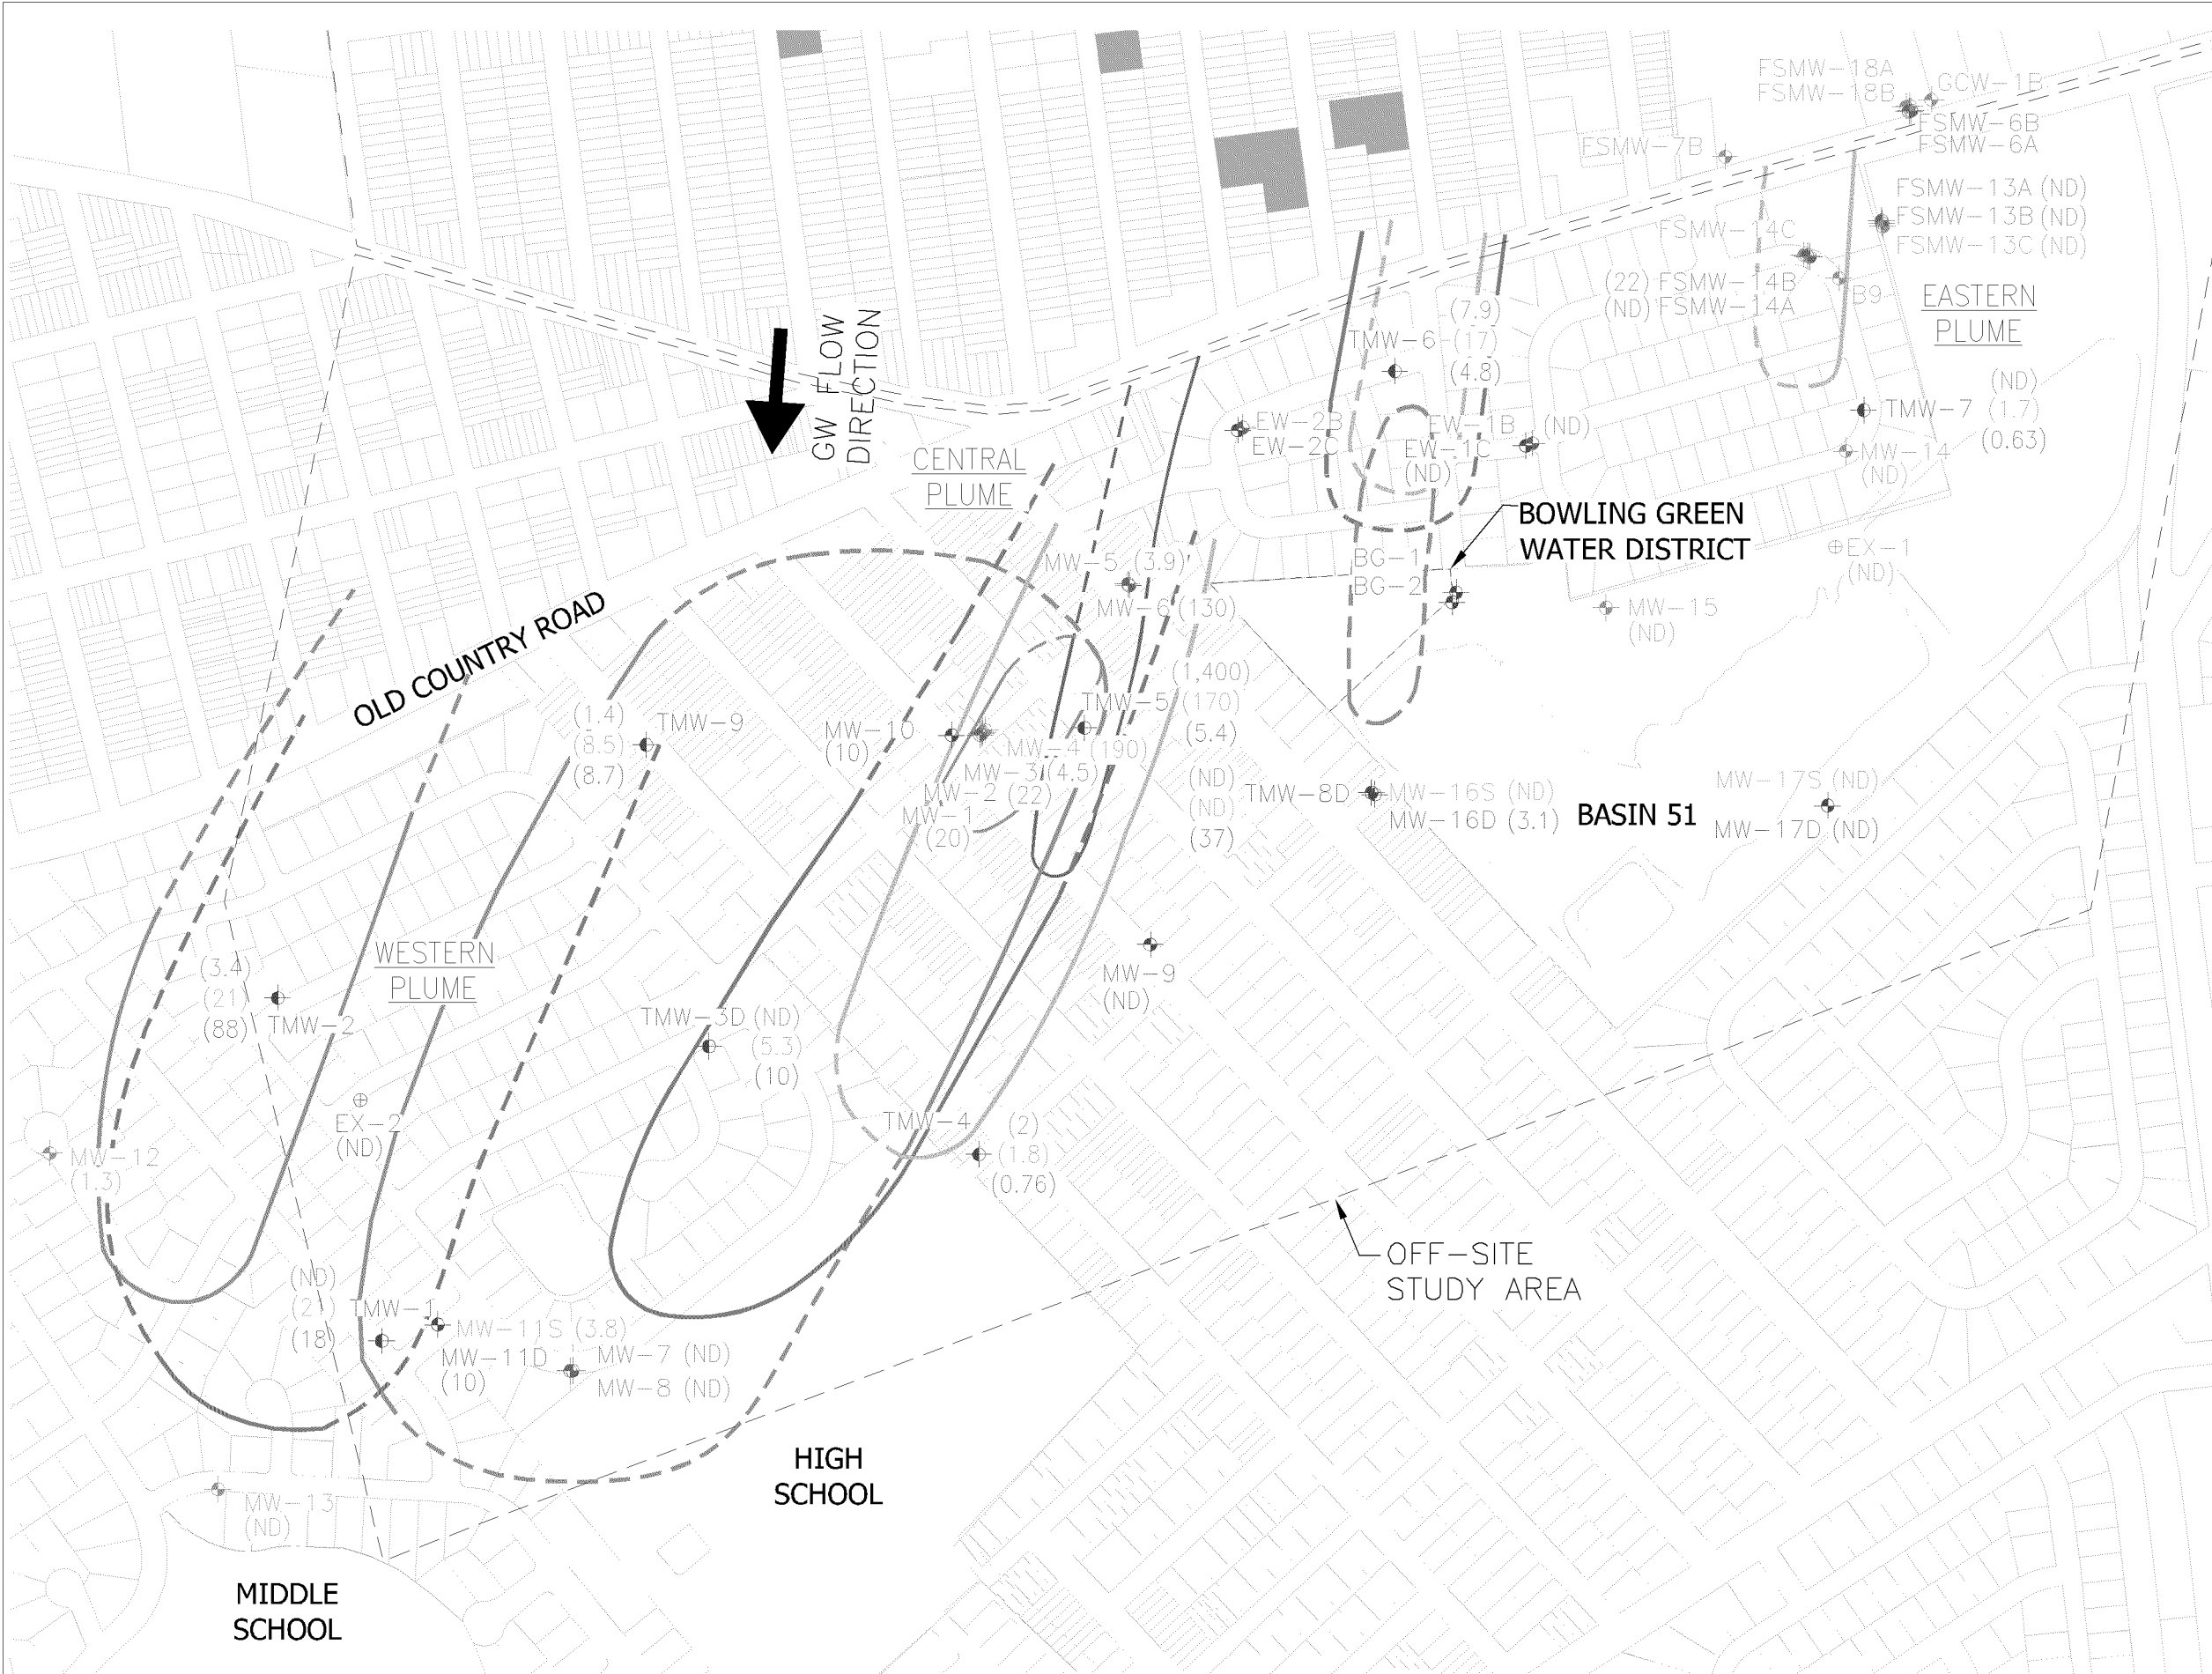 FSMW-18A
FSMW-18B
GCW-1B
FSMW-6B
FSMW-6A
FSMW-7B
FSMW-13A (ND)
FSMW-13B (ND)
FSMW-13C (ND)
FSMW-14C
(22) FSMW-14B
(ND) FSMW-14A
B9
EASTERN
PLUME
GW FLOW
DIRECTION
(7.9)
TMW-6 (17)
(4.8)
(ND)
TMW-7 (1.7)
(0.63)
EW-2B
EW-2C
EW-1B (ND)
EW-1C
(ND)
MW-14
(ND)
CENTRAL
PLUME
BOWLING GREEN
WATER DISTRICT
BG-1
BG-2
EX-1
(ND)
MW-5 (3.9)
MW-6 (130)
MW-15
(ND)
OLD COUNTRY ROAD
(1.4)
(8.5)
(8.7)
TMW-9
MW-10
(10)
(1,400)
TMW-5 (170)
(5.4)
MW-4 (190)
MW-3 (4.5)
MW-2 (22)
MW-1
(20)
(ND)
(ND)
(37)
TMW-8D
MW-16S (ND)
MW-16D (3.1)
BASIN 51
MW-17S (ND)
MW-17D (ND)
WESTERN
PLUME
(3.4)
(21)
(88)
TMW-2
MW-9
(ND)
TMW-3D (ND)
(5.3)
(10)
EX-2
(ND)
MW-12
(1.3)
TMW-4
(2)
(1.8)
(0.76)
OFF-SITE
STUDY AREA
(ND)
(21)
(18)
TMW-1
MW-11S (3.8)
MW-11D
(10)
MW-7 (ND)
MW-8 (ND)
HIGH
SCHOOL
MW-13
(ND)
MIDDLE
SCHOOL